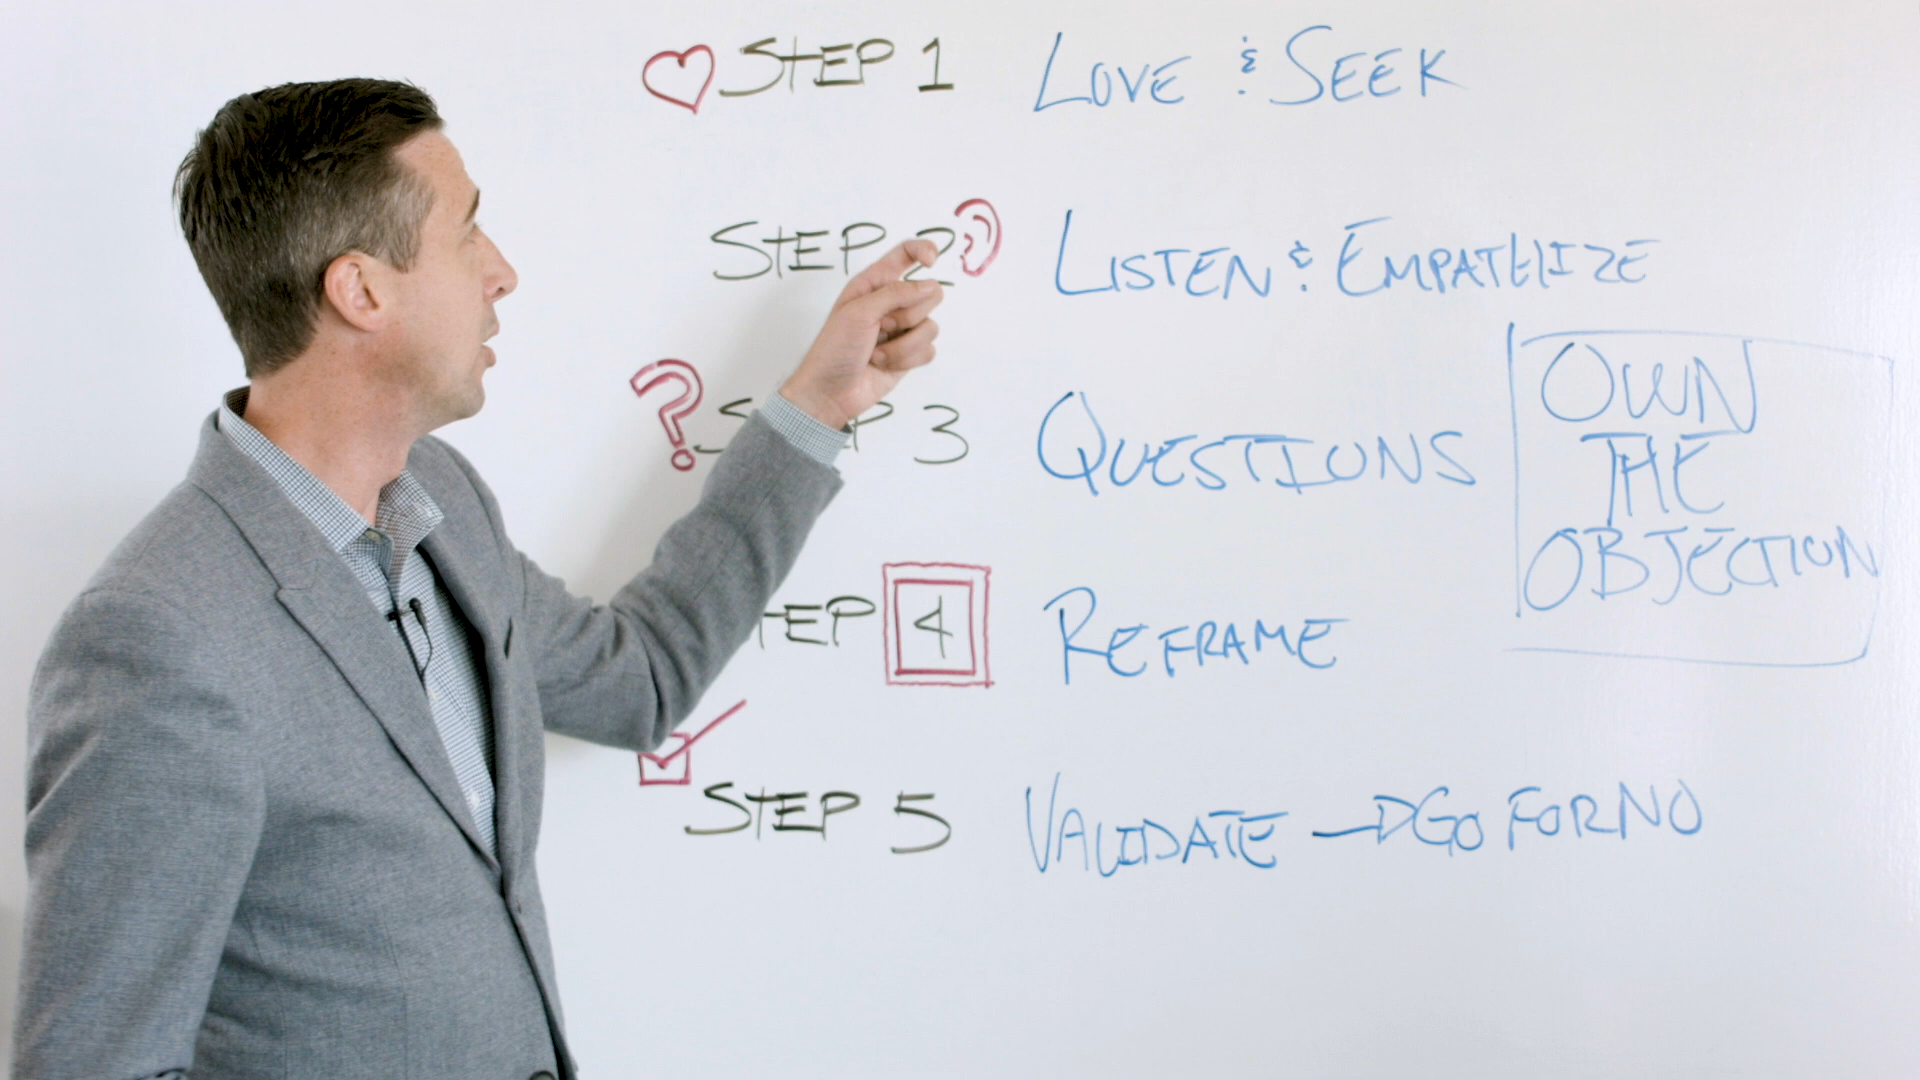 STEP 1 LOVE & SEEK
STEP 2 LISTEN & EMPATHIZE
STEP 3 QUESTIONS
OWN
THE
OBJECTION
STEP 4 REFRAME
STEP 5 VALIDATE → GO FOR NO